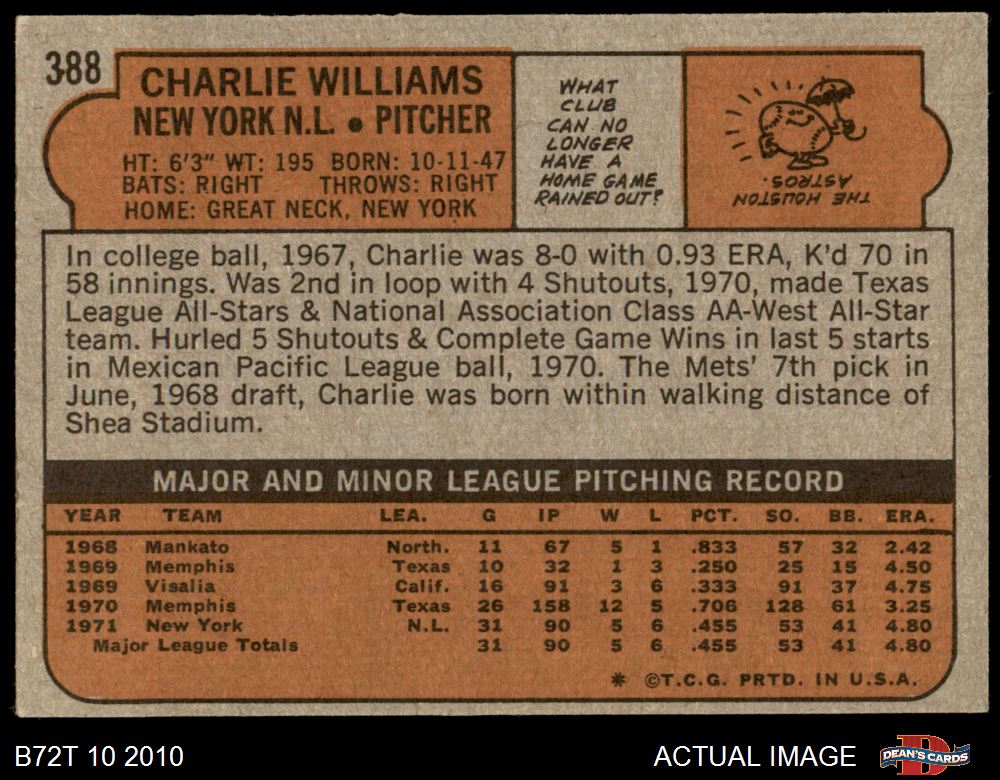 388
CHARLIE WILLIAMS
NEW YORK N.L. ● PITCHER
HT: 6'3" WT: 195 BORN: 10-11-47
BATS: RIGHT THROWS: RIGHT
HOME: GREAT NECK, NEW YORK
WHAT
CLUB
CAN NO
LONGER
HAVE A
HOME GAME
RAINED OUT?
THE HOUSTON
ASTROS.
In college ball, 1967, Charlie was 8-0 with 0.93 ERA, K'd 70 in
58 innings. Was 2nd in loop with 4 Shutouts, 1970, made Texas
League All-Stars & National Association Class AA-West All-Star
team. Hurled 5 Shutouts & Complete Game Wins in last 5 starts
in Mexican Pacific League ball, 1970. The Mets' 7th pick in
June, 1968 draft, Charlie was born within walking distance of
Shea Stadium.
MAJOR AND MINOR LEAGUE PITCHING RECORD
YEAR TEAM LEA. G IP W L PCT. SO. BB. ERA.
1968 Mankato North. 11 67 5 1 .833 57 32 2.42
1969 Memphis Texas 10 32 1 3 .250 25 15 4.50
1969 Visalia Calif. 16 91 3 6 .333 91 37 4.75
1970 Memphis Texas 26 158 12 5 .706 128 61 3.25
1971 New York N.L. 31 90 5 6 .455 53 41 4.80
Major League Totals 31 90 5 6 .455 53 41 4.80
* ©T.C.G. PRTD. IN U.S.A.
B72T 10 2010 ACTUAL IMAGE DEAN'S CARDS